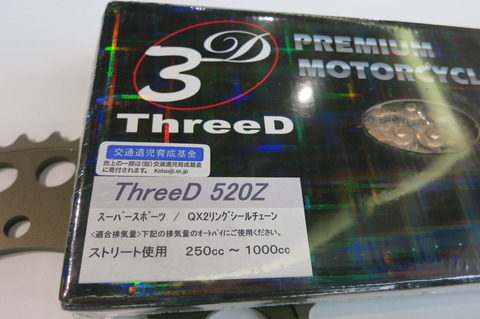 3D
PREMIUM
MOTORCYCL
ThreeD
交通遺児育成基金
売上の一部は(財)交通遺児育成基金
に寄付されます。 Kotsuiji.or.jp
ThreeD 520Z
スーパースポーツ / QX2リングシールチェーン
<適合排気量>下記の排気量のオートバイにご使用ください。
ストリート使用 250cc ～ 1000cc